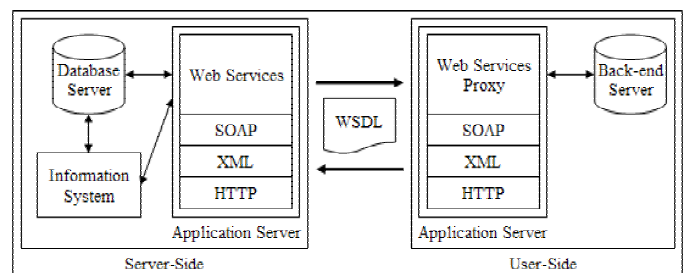 Database
Server
Information
System
Web Services
SOAP
XML
HTTP
Application Server
Server-Side
WSDL
Web Services
Proxy
SOAP
XML
HTTP
Application Server
Back-end
Server
User-Side